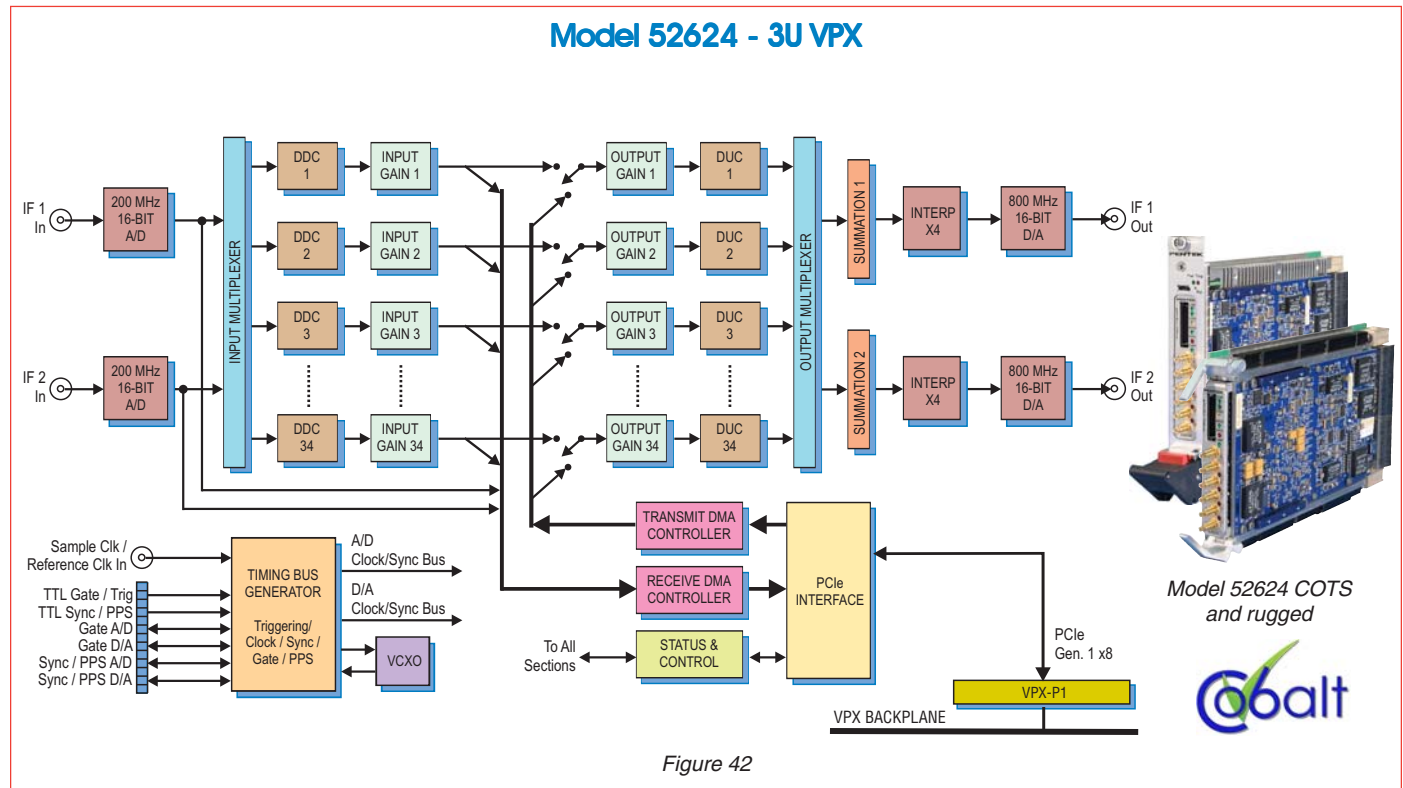 Model 52624 - 3U VPX
IF 1
In
200 MHz
16-BIT
A/D
IF 2
In
200 MHz
16-BIT
A/D
INPUT MULTIPLEXER
DDC
1
INPUT
GAIN 1
DDC
2
INPUT
GAIN 2
DDC
3
INPUT
GAIN 3
DDC
34
INPUT
GAIN 34
OUTPUT
GAIN 1
DUC
1
OUTPUT
GAIN 2
DUC
2
OUTPUT
GAIN 3
DUC
3
OUTPUT
GAIN 34
DUC
34
OUTPUT MULTIPLEXER
SUMMATION 1
INTERP
X4
800 MHz
16-BIT
D/A
IF 1
Out
SUMMATION 2
INTERP
X4
800 MHz
16-BIT
D/A
IF 2
Out
PENTEK
Sample Clk /
Reference Clk In
TTL Gate / Trig
TTL Sync / PPS
Gate A/D
Gate D/A
Sync / PPS A/D
Sync / PPS D/A
TIMING BUS
GENERATOR
Triggering/
Clock / Sync /
Gate / PPS
A/D
Clock/Sync Bus
D/A
Clock/Sync Bus
VCXO
TRANSMIT DMA
CONTROLLER
RECEIVE DMA
CONTROLLER
To All
Sections
STATUS &
CONTROL
PCIe
INTERFACE
PCIe
Gen. 1 x8
VPX-P1
VPX BACKPLANE
Model 52624 COTS
and rugged
Cobalt
Figure 42